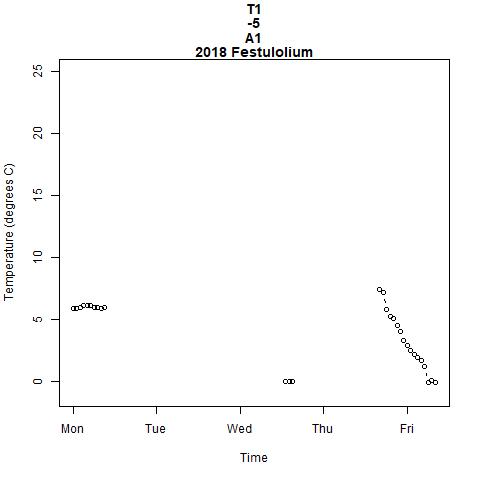 T1
-5
A1
2018 Festulolium
25
20
15
10
5
0
Temperature (degrees C)
Mon Tue Wed Thu Fri
Time